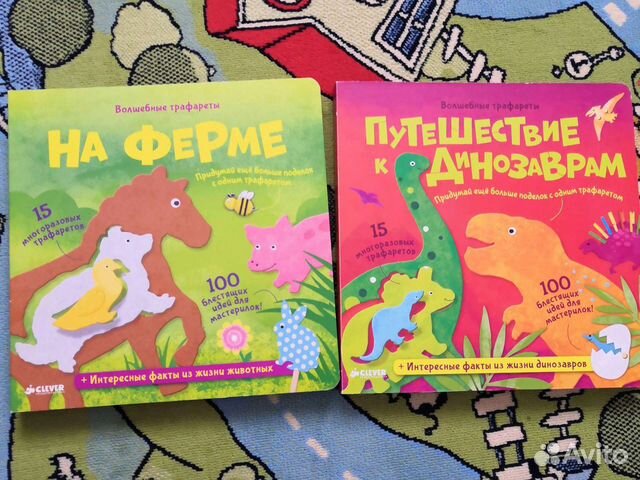 Волшебные трафареты
НА ФЕРМЕ
Придумай ещё больше поделок
с одним трафаретом
15
многоразовых
трафаретов
100
блестящих
идей для
мастерилок!
+ Интересные факты из жизни животных
CLEVER
Волшебные трафареты
ПУТЕШЕСТВИЕ
К ДИНОЗАВРАМ
Придумай ещё больше поделок с одним трафаретом
15
многоразовых
трафаретов
100
блестящих
идей для
мастерилок!
+ Интересные факты из жизни динозавров
CLEVER
Avito